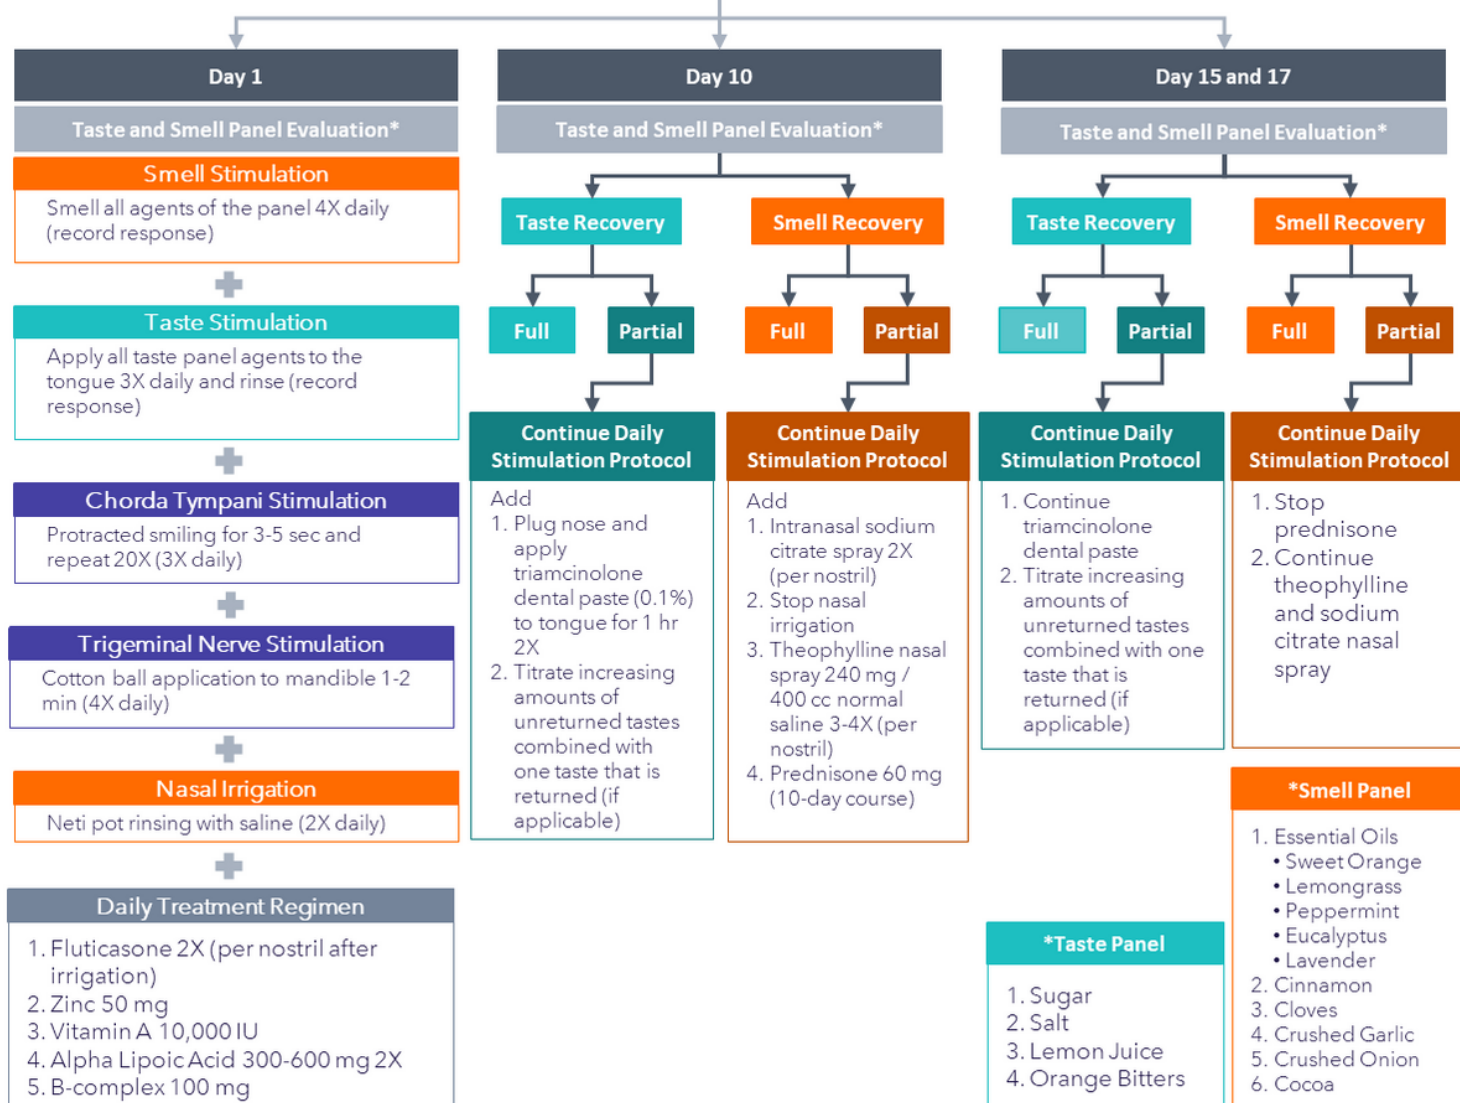 Day 1
Taste and Smell Panel Evaluation*
Smell Stimulation
Smell all agents of the panel 4X daily
(record response)
Taste Stimulation
Apply all taste panel agents to the
tongue 3X daily and rinse (record
response)
Chorda Tympani Stimulation
Protracted smiling for 3-5 sec and
repeat 20X (3X daily)
Trigeminal Nerve Stimulation
Cotton ball application to mandible 1-2
min (4X daily)
Nasal Irrigation
Neti pot rinsing with saline (2X daily)
Daily Treatment Regimen
1. Fluticasone 2X (per nostril after
irrigation)
2. Zinc 50 mg
3. Vitamin A 10,000 IU
4. Alpha Lipoic Acid 300-600 mg 2X
5. B-complex 100 mg
Day 10
Taste and Smell Panel Evaluation*
Taste Recovery
Smell Recovery
Full
Partial
Full
Partial
Continue Daily
Stimulation Protocol
Add
1. Plug nose and
apply
triamcinolone
dental paste (0.1%)
to tongue for 1 hr
2X
2. Titrate increasing
amounts of
unreturned tastes
combined with
one taste that is
returned (if
applicable)
Continue Daily
Stimulation Protocol
Add
1. Intranasal sodium
citrate spray 2X
(per nostril)
2. Stop nasal
irrigation
3. Theophylline nasal
spray 240 mg /
400 cc normal
saline 3-4X (per
nostril)
4. Prednisone 60 mg
(10-day course)
Day 15 and 17
Taste and Smell Panel Evaluation*
Taste Recovery
Smell Recovery
Full
Partial
Full
Partial
Continue Daily
Stimulation Protocol
1. Continue
triamcinolone
dental paste
2. Titrate increasing
amounts of
unreturned tastes
combined with one
taste that is
returned (if
applicable)
Continue Daily
Stimulation Protocol
1. Stop
prednisone
2. Continue
theophylline
and sodium
citrate nasal
spray
*Taste Panel
1. Sugar
2. Salt
3. Lemon Juice
4. Orange Bitters
*Smell Panel
1. Essential Oils
• Sweet Orange
• Lemongrass
• Peppermint
• Eucalyptus
• Lavender
2. Cinnamon
3. Cloves
4. Crushed Garlic
5. Crushed Onion
6. Cocoa